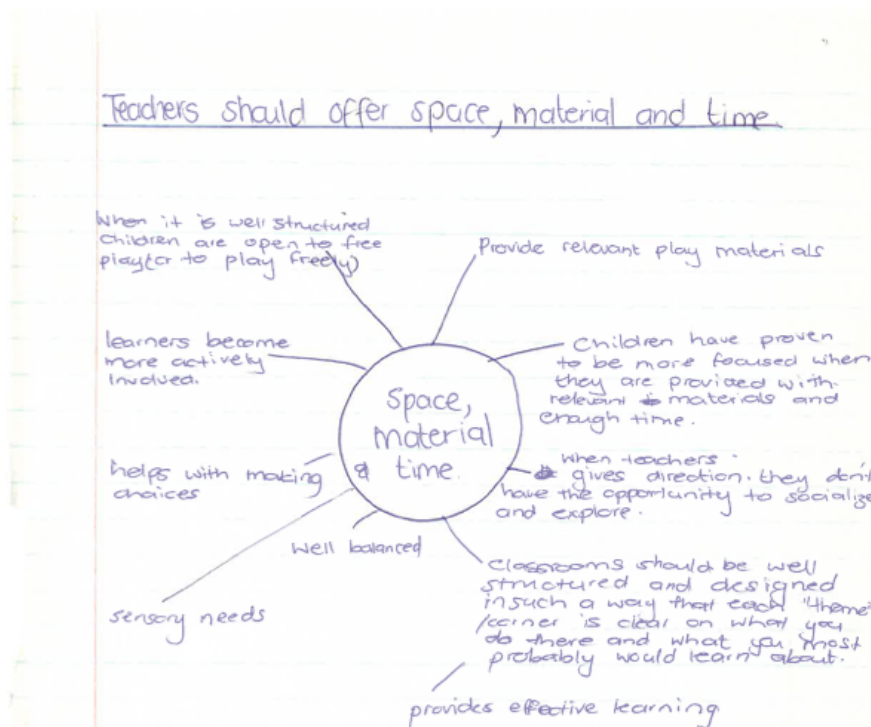 Teachers should offer space, material and time.
When it is well structured
children are open to free
play(or to play freely)
Provide relevant play materials
learners become
more actively
involved.
Children have proven
to be more focused when
they are provided with
relevant materials and
enough time.
Space,
material
& time.
helps with making
choices
when teachers
gives direction. they don't
have the opportunity to socialize
and explore.
Well balanced
sensory needs
Classrooms should be well
structured and designed
in such a way that each "theme"
/corner is clear on what you
do there and what you most
probably would learn about.
provides effective learning